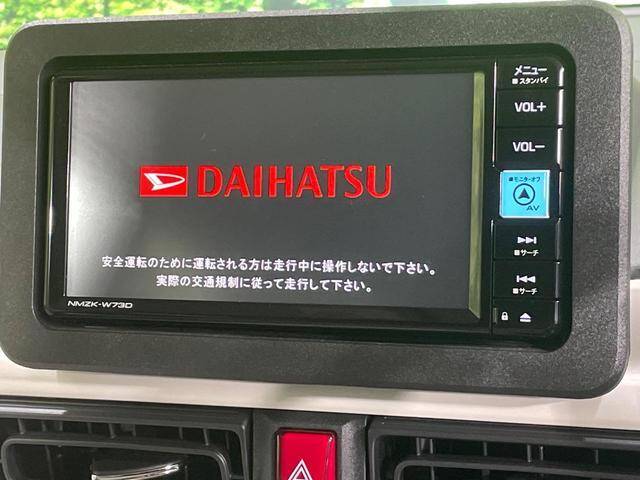 DAIHATSU
安全運転のために運転される方は走行中に操作しないで下さい。
実際の交通規制に従って走行して下さい。
NMZK-W73D
メニュー
スタンバイ
VOL+
VOL−
モニターオフ
AV
サーチ
サーチ